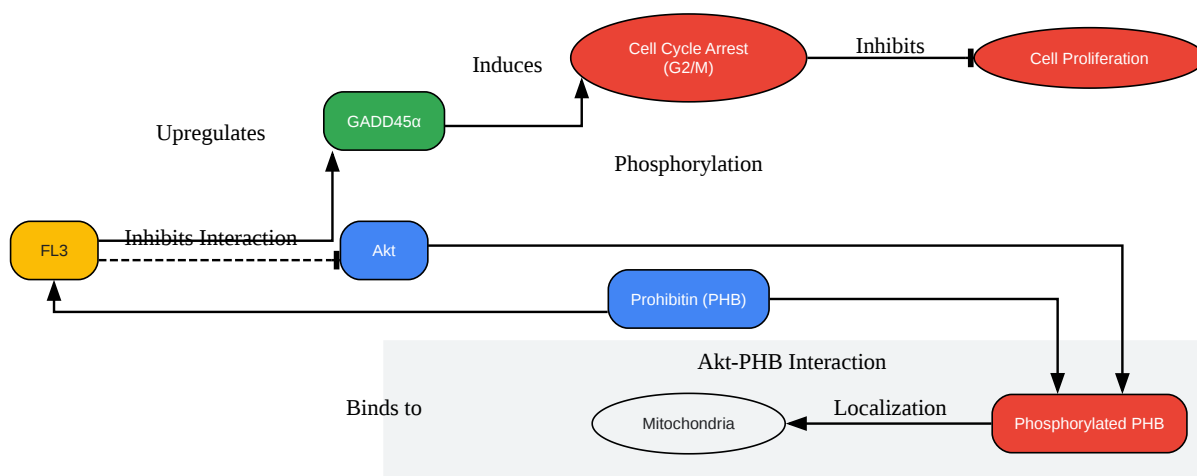 Cell Cycle Arrest
(G2/M)
Inhibits
Cell Proliferation
Induces
GADD45α
Upregulates
Phosphorylation
FL3
Inhibits Interaction
Akt
Prohibitin (PHB)
Akt-PHB Interaction
Binds to
Mitochondria
Localization
Phosphorylated PHB